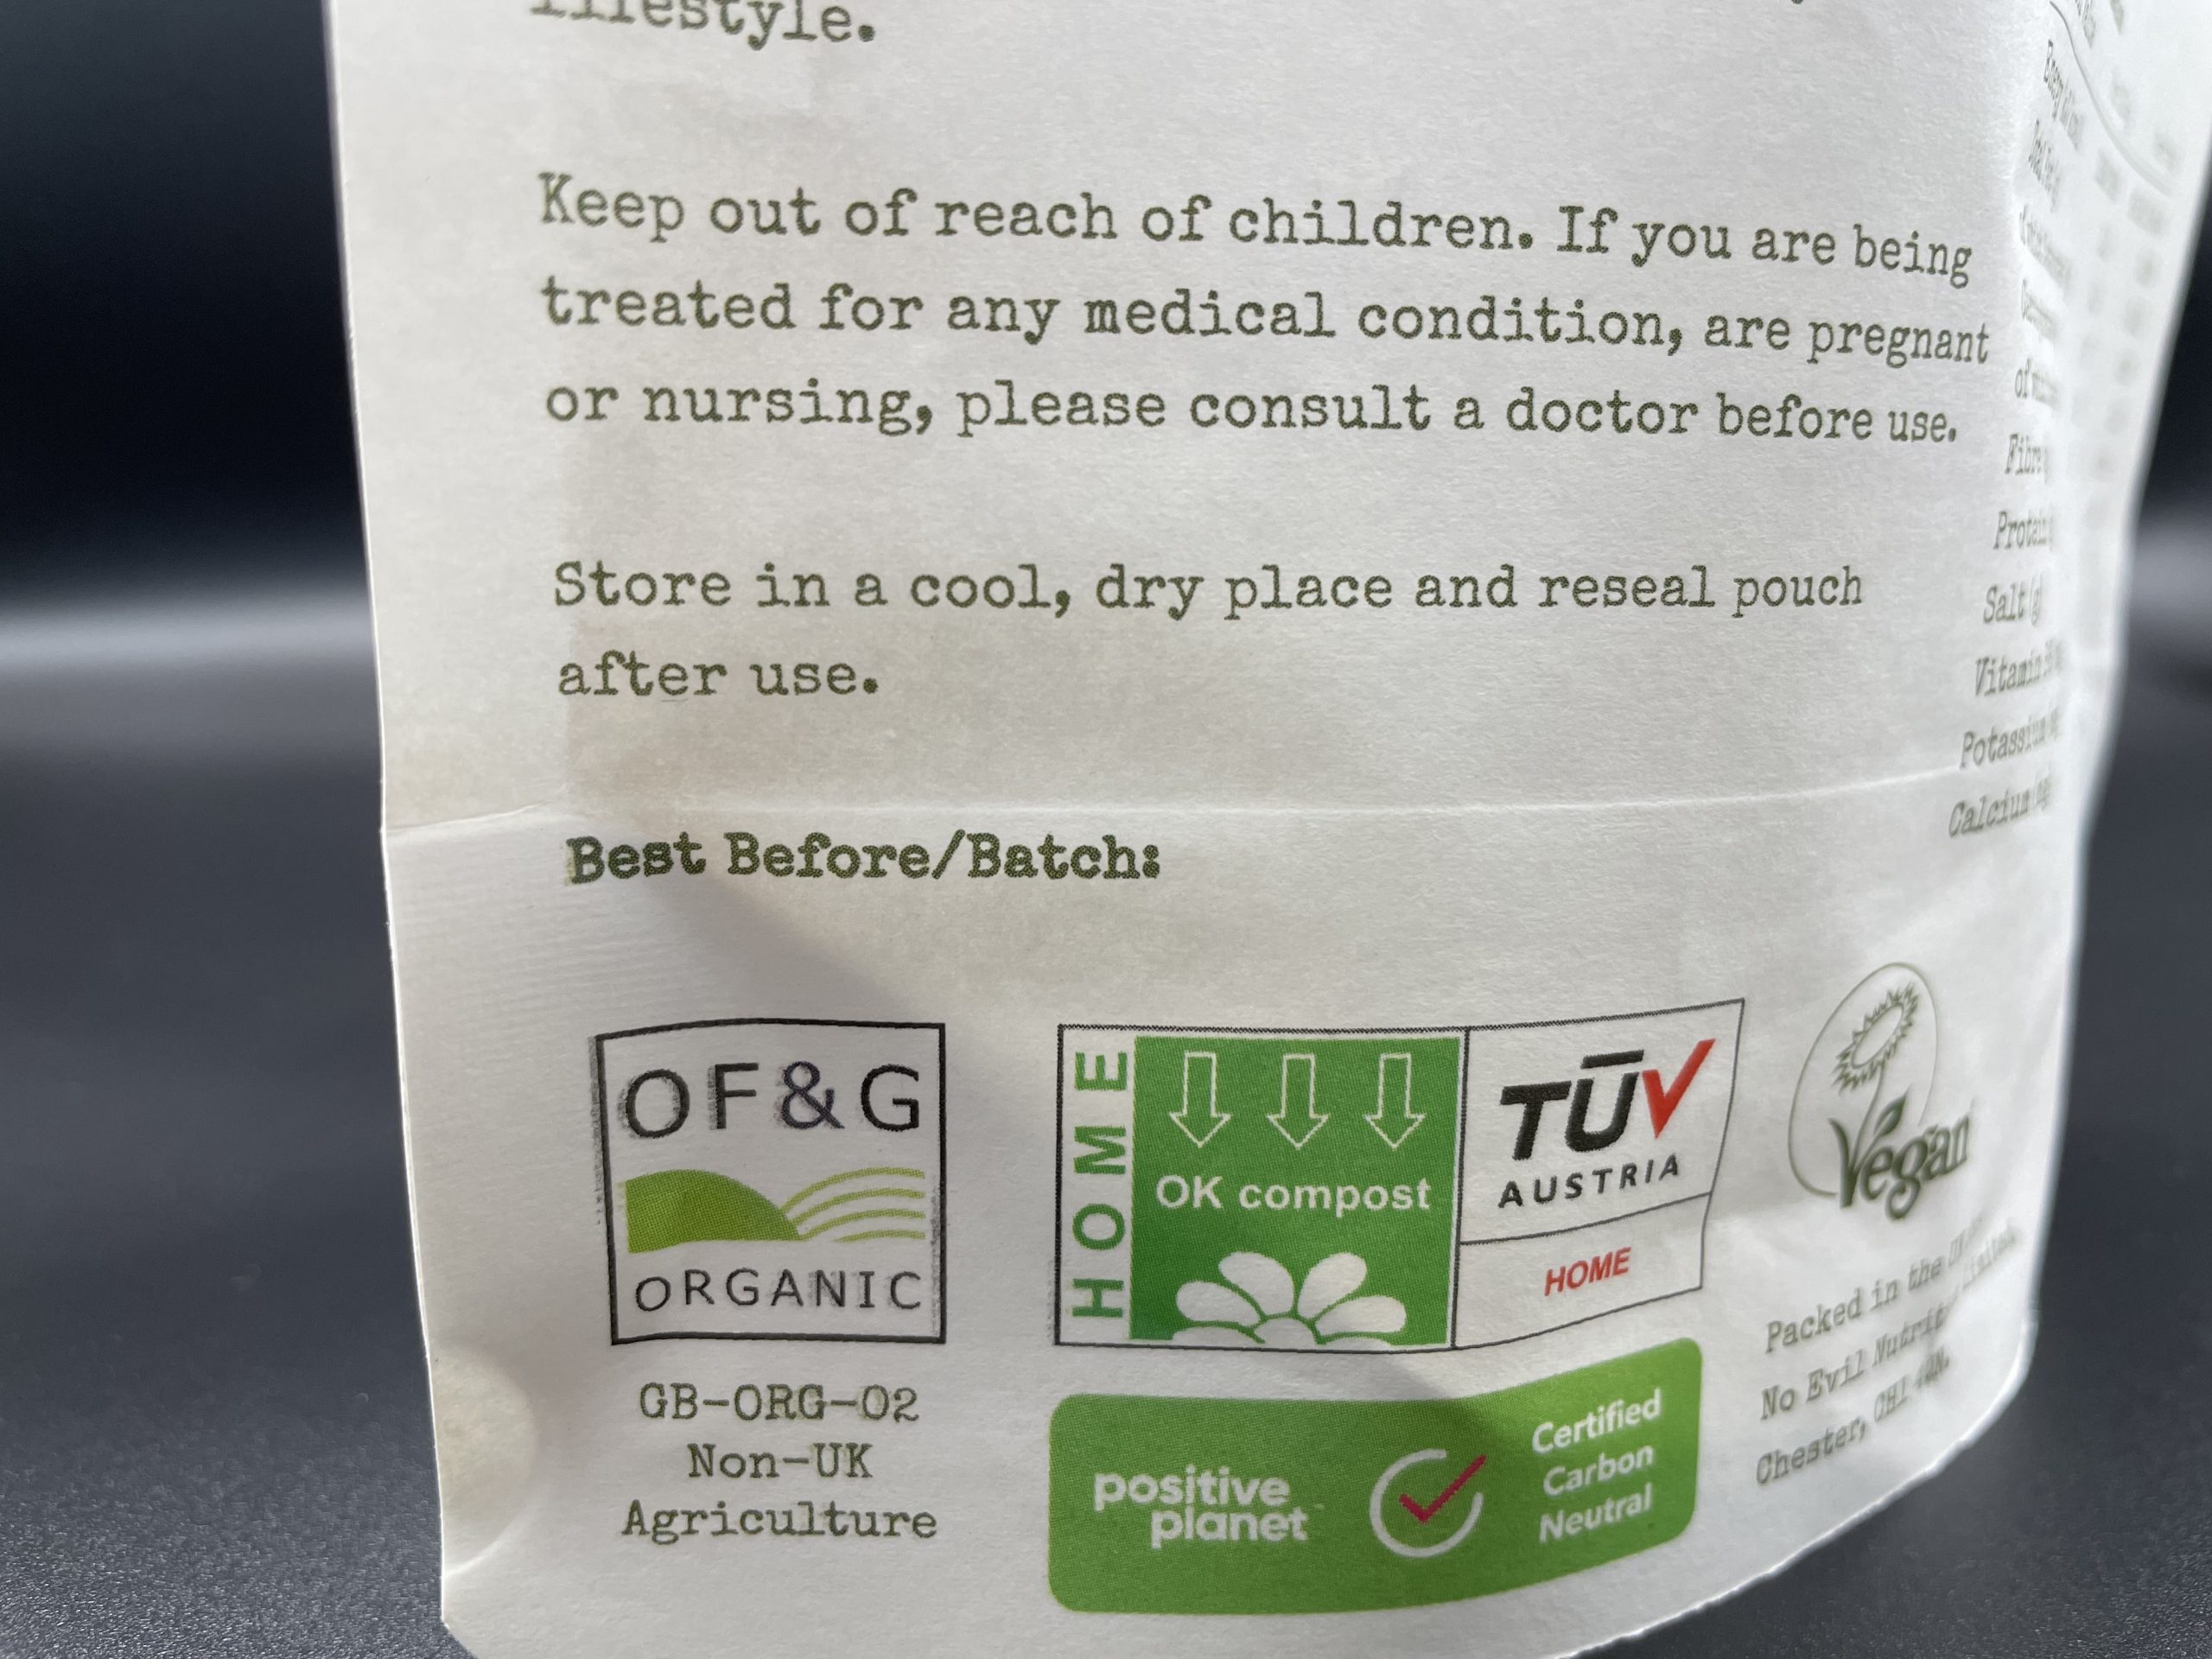 lifestyle.
Keep out of reach of children. If you are being
treated for any medical condition, are pregnant
or nursing, please consult a doctor before use.
Store in a cool, dry place and reseal pouch
after use.
Best Before/Batch:
OF&G
ORGANIC
GB-ORG-02
Non-UK
Agriculture
HOME
OK compost
TÜV
AUSTRIA
HOME
positive
planet
Certified
Carbon
Neutral
Vegan
Packed in the
No Evil
Chester, CH1
Protein
Salt (g)
Vitamin
Potassium
Calcium